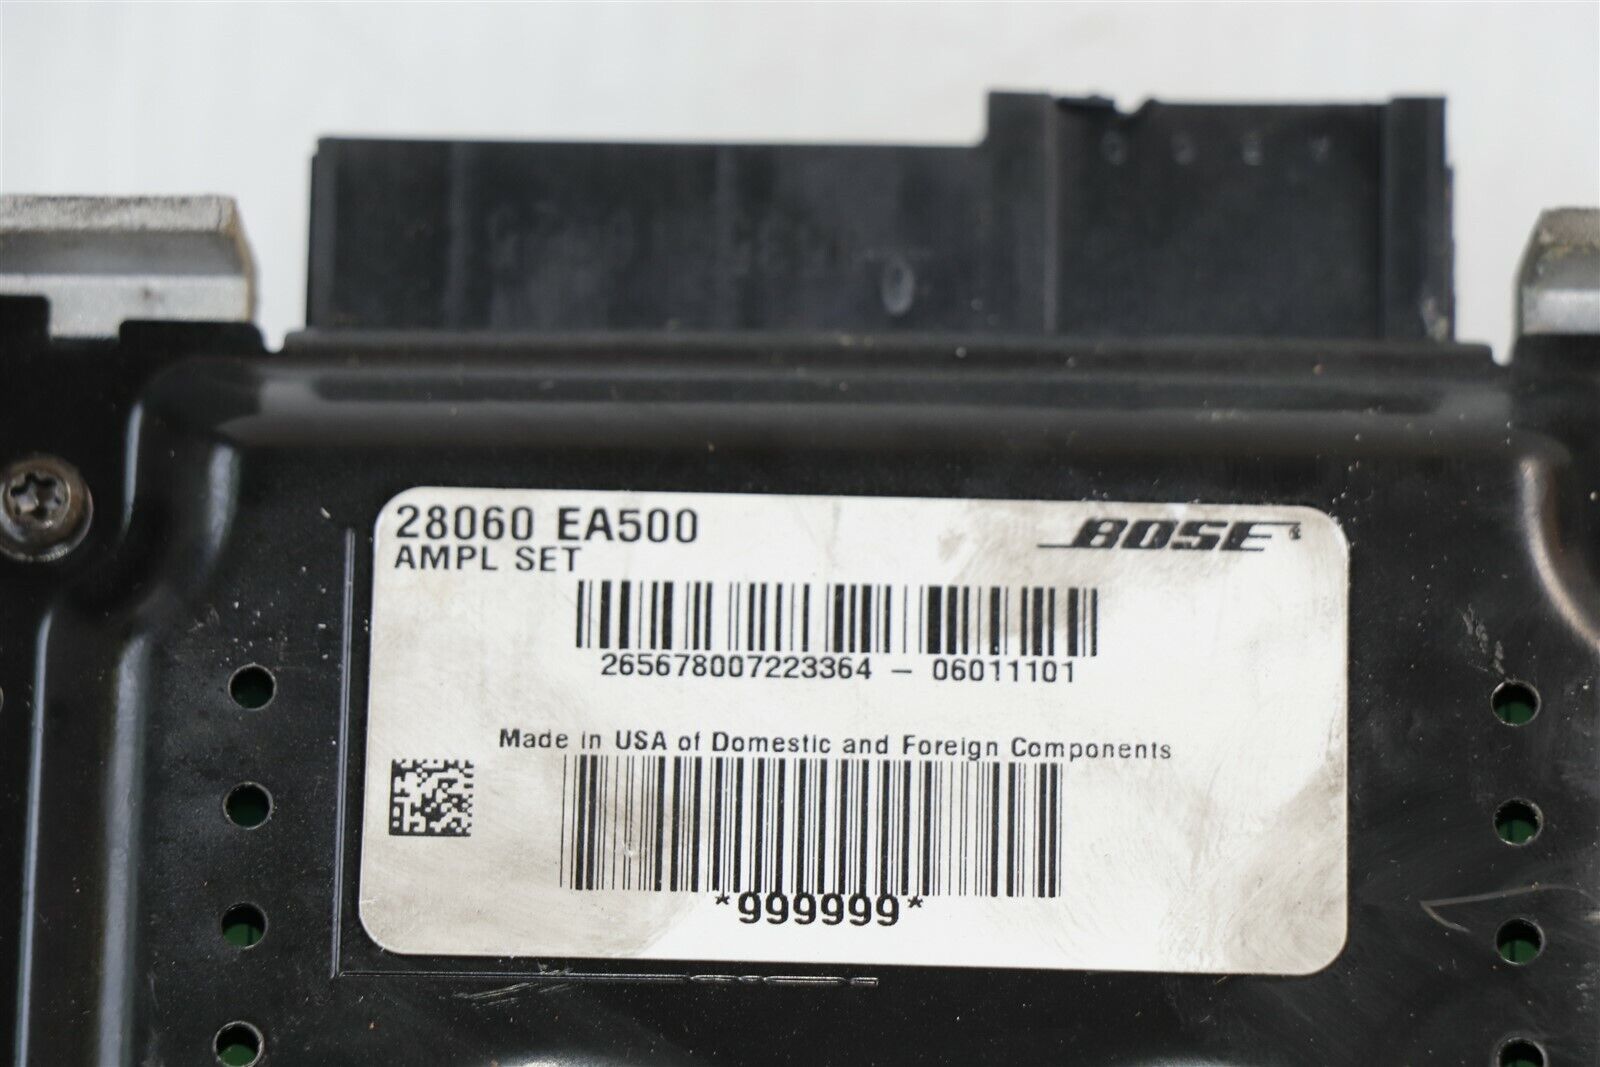 28060 EA500
AMPL SET
BOSE
265678007223364 - 06011101
Made in USA of Domestic and Foreign Components
*999999*